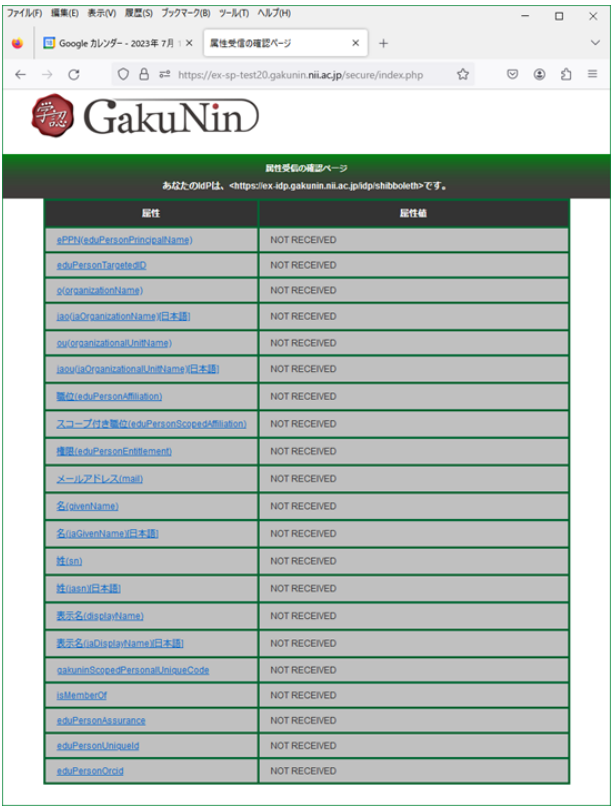 ファイル(F) 編集(E) 表示(V) 履歴(S) ブックマーク(B) ツール(T) ヘルプ(H)
Google カレンダー - 2023年 7月 属性受信の確認ページ
https://ex-sp-test20.gakunin.nii.ac.jp/secure/index.php
学認 GakuNin
属性受信の確認ページ
あなたのIdPは、<https://ex-idp.gakunin.nii.ac.jp/idp/shibboleth>です。
属性 属性値
ePPN(eduPersonPrincipalName) NOT RECEIVED
eduPersonTargetedID NOT RECEIVED
o(organizationName) NOT RECEIVED
jao(jaOrganizationName)[日本語] NOT RECEIVED
ou(organizationalUnitName) NOT RECEIVED
jaou(jaOrganizationalUnitName)[日本語] NOT RECEIVED
職位(eduPersonAffiliation) NOT RECEIVED
スコープ付き職位(eduPersonScopedAffiliation) NOT RECEIVED
権限(eduPersonEntitlement) NOT RECEIVED
メールアドレス(mail) NOT RECEIVED
名(givenName) NOT RECEIVED
名(jaGivenName)[日本語] NOT RECEIVED
姓(sn) NOT RECEIVED
姓(jasn)[日本語] NOT RECEIVED
表示名(displayName) NOT RECEIVED
表示名(jaDisplayName)[日本語] NOT RECEIVED
gakuninScopedPersonalUniqueCode NOT RECEIVED
isMemberOf NOT RECEIVED
eduPersonAssurance NOT RECEIVED
eduPersonUniqueId NOT RECEIVED
eduPersonOrcid NOT RECEIVED